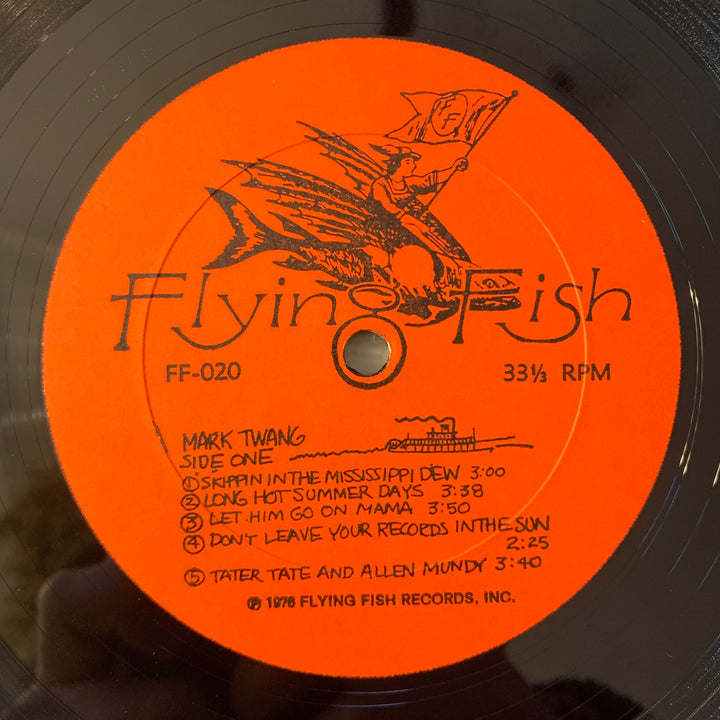 FF
Flying Fish
FF-020 33⅓ RPM
MARK TWANG
SIDE ONE
① SKIPPIN IN THE MISSISSIPPI DEW 3:00
② LONG HOT SUMMER DAYS 3:38
③ LET HIM GO ON MAMA 3:50
④ DON'T LEAVE YOUR RECORDS IN THE SUN
2:25
⑤ TATER TATE AND ALLEN MUNDY 3:40
℗ 1976 FLYING FISH RECORDS, INC.